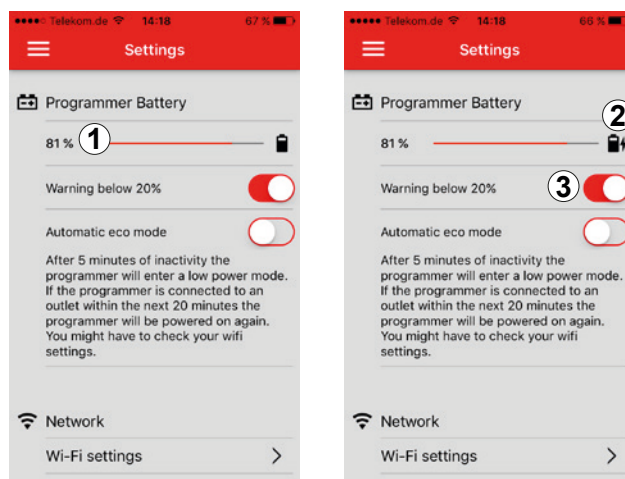 Telekom.de 14:18 67 %
Settings
Programmer Battery
81 % 1
Warning below 20%
Automatic eco mode
After 5 minutes of inactivity the
programmer will enter a low power mode.
If the programmer is connected to an
outlet within the next 20 minutes the
programmer will be powered on again.
You might have to check your wifi
settings.
Network
Wi-Fi settings
Telekom.de 14:18 66 %
Settings
Programmer Battery
2
81 %
Warning below 20% 3
Automatic eco mode
After 5 minutes of inactivity the
programmer will enter a low power mode.
If the programmer is connected to an
outlet within the next 20 minutes the
programmer will be powered on again.
You might have to check your wifi
settings.
Network
Wi-Fi settings